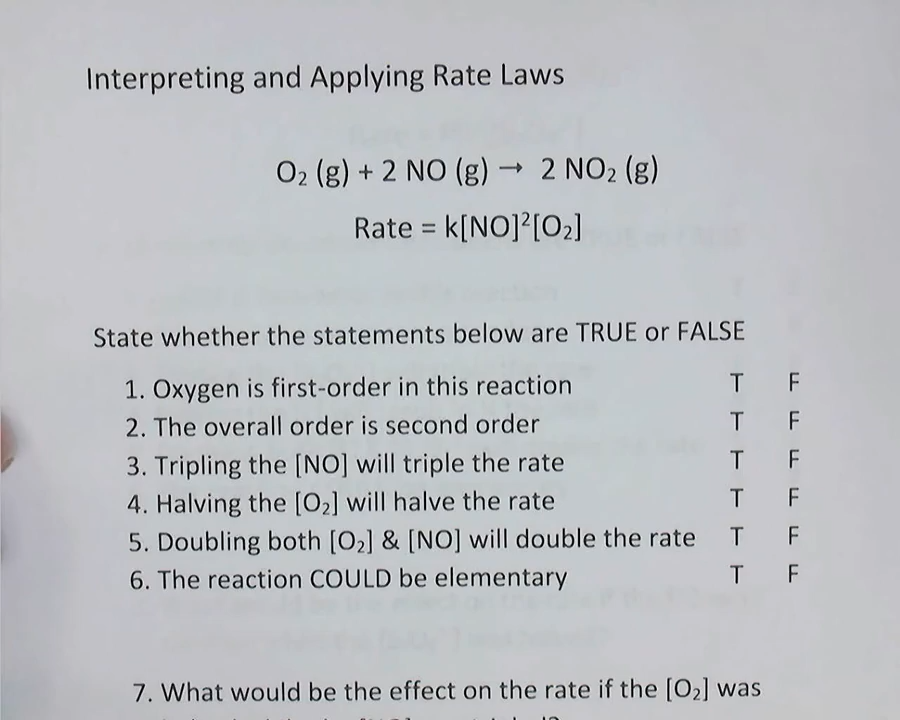 Interpreting and Applying Rate Laws
O₂ (g) + 2 NO (g) → 2 NO₂ (g)
Rate = k[NO]²[O₂]
State whether the statements below are TRUE or FALSE
1. Oxygen is first-order in this reaction T F
2. The overall order is second order T F
3. Tripling the [NO] will triple the rate T F
4. Halving the [O₂] will halve the rate T F
5. Doubling both [O₂] & [NO] will double the rate T F
6. The reaction COULD be elementary T F
7. What would be the effect on the rate if the [O₂] was